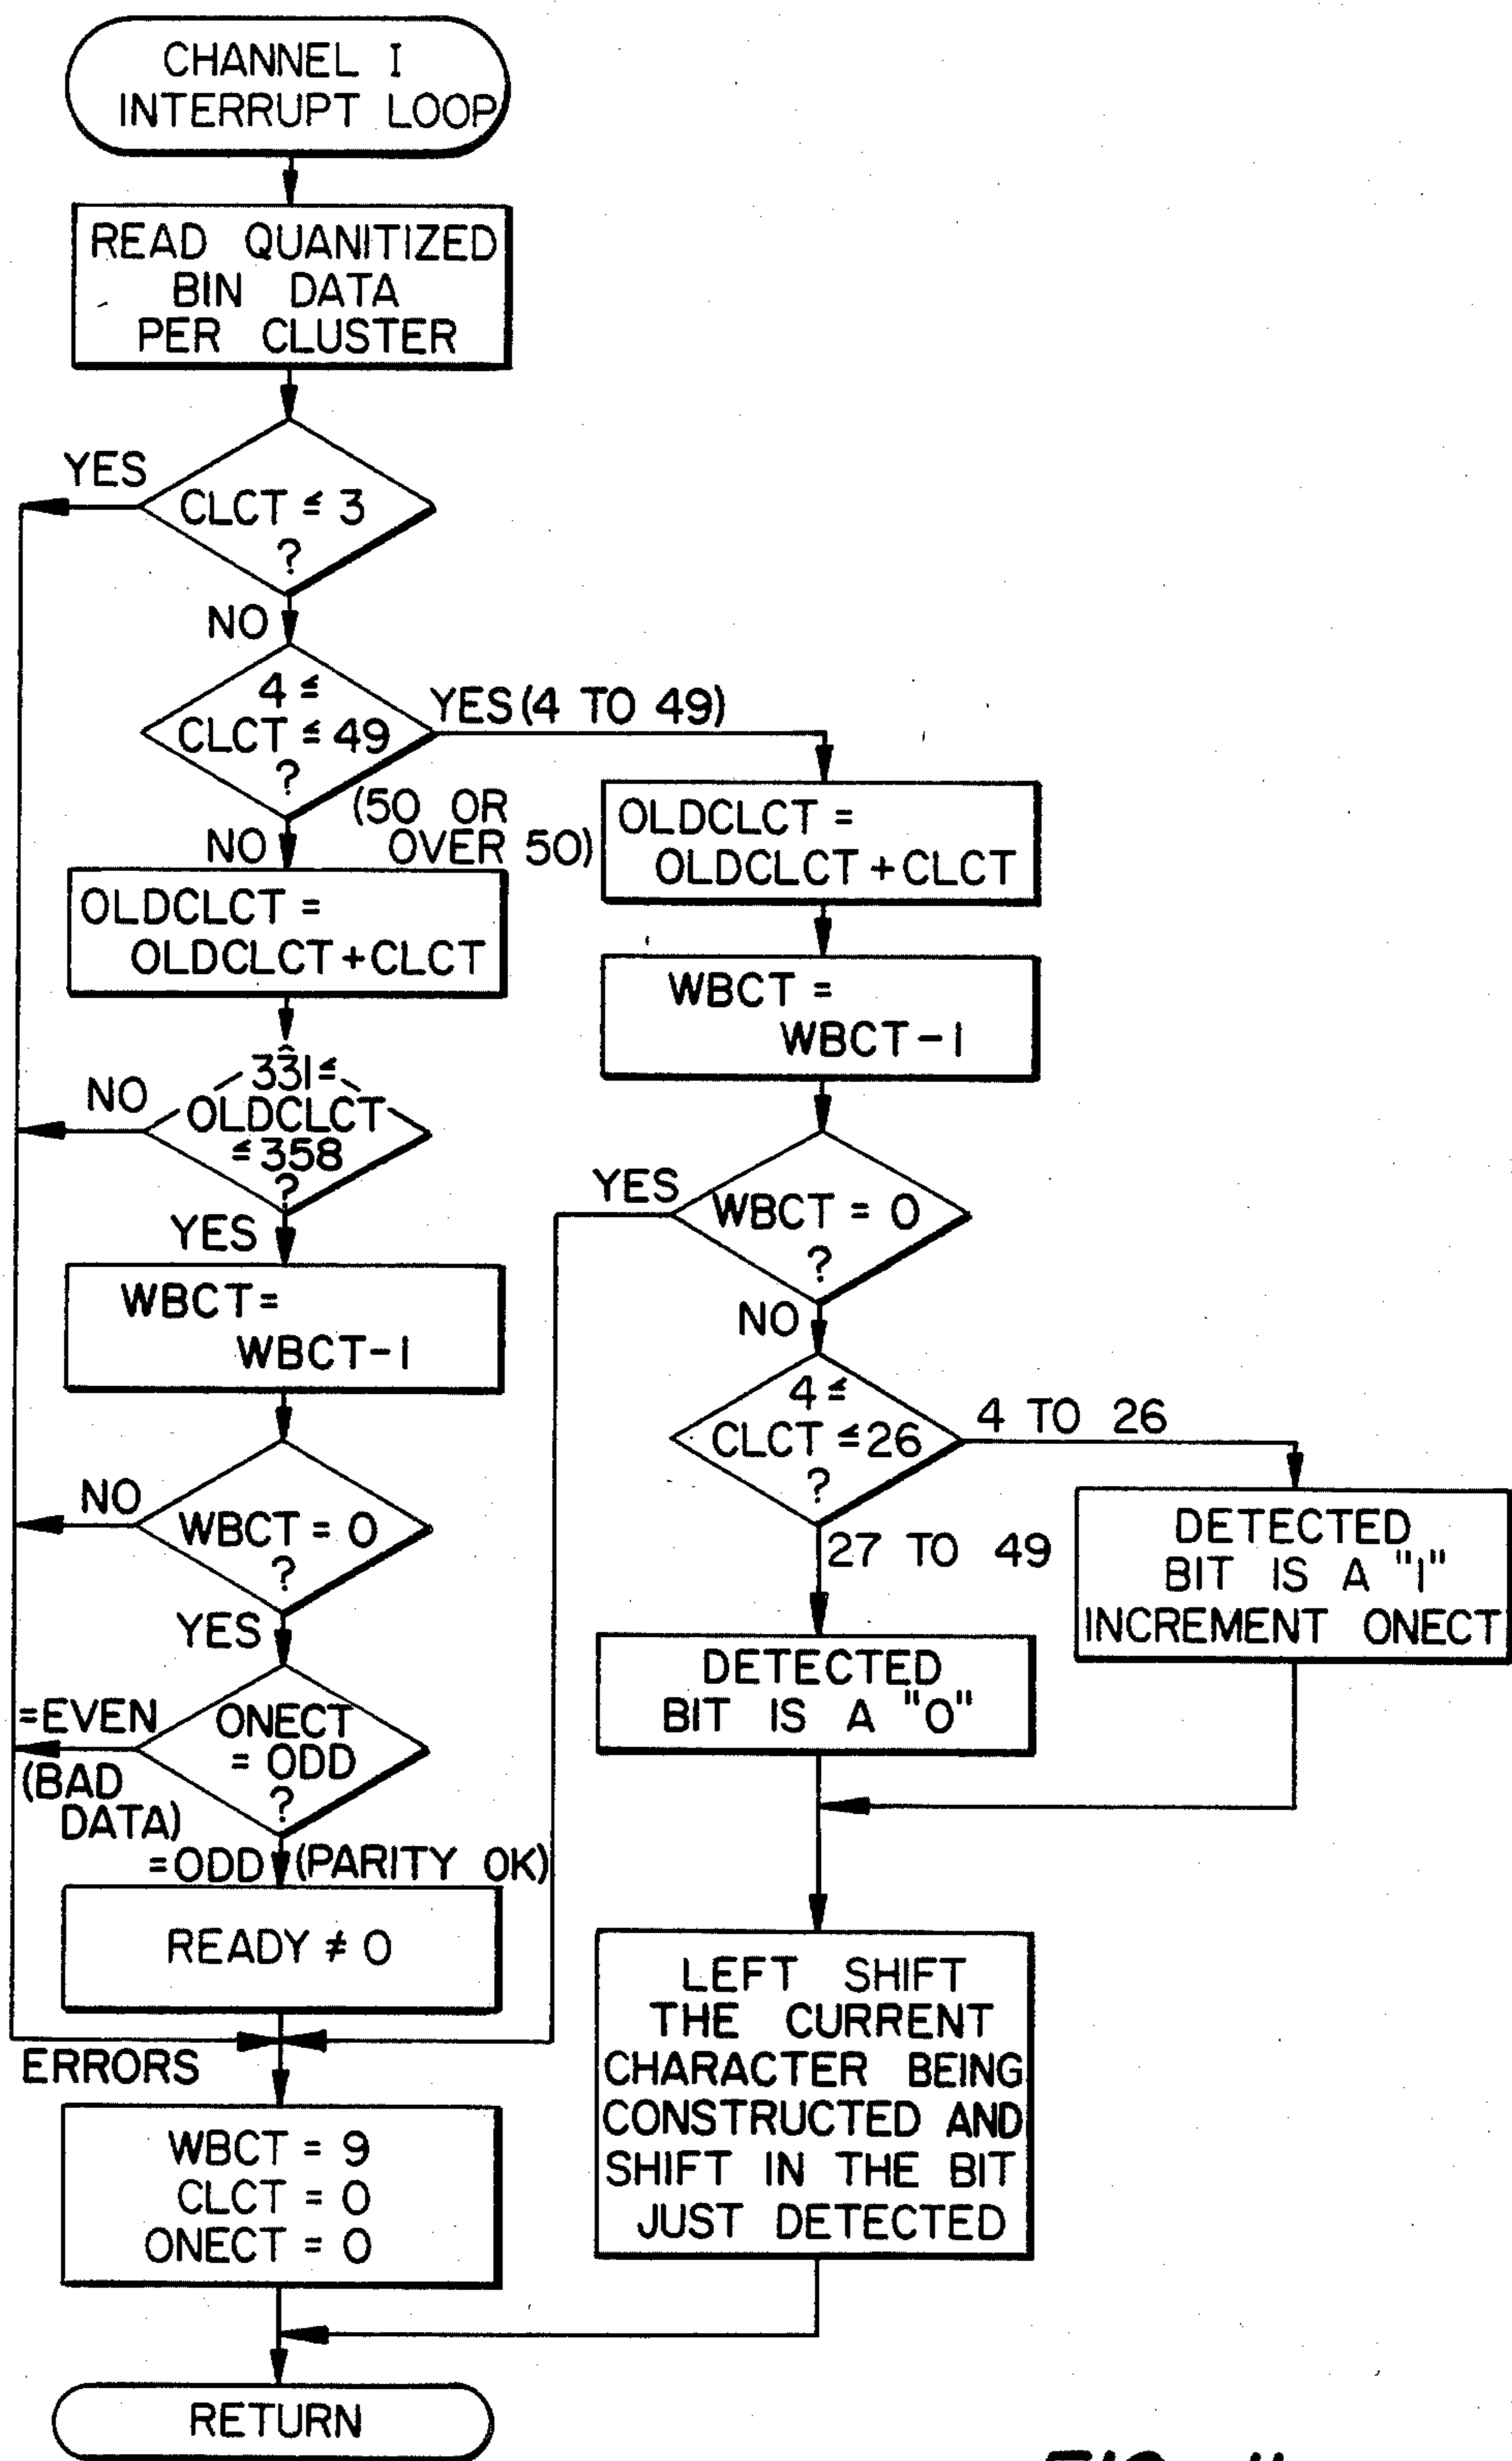 CHANNEL I
INTERRUPT LOOP
READ QUANITIZED
BIN DATA
PER CLUSTER
YES
CLCT ≤ 3
?
NO
4 ≤
CLCT ≤ 49
?
YES (4 TO 49)
(50 OR
OVER 50)
NO
OLDCLCT =
OLDCLCT + CLCT
OLDCLCT =
OLDCLCT + CLCT
WBCT =
WBCT - 1
331 ≤
OLDCLCT
≤ 358
?
NO
YES
WBCT =
WBCT - 1
YES
WBCT = 0
?
NO
4 ≤
CLCT ≤ 26
?
4 TO 26
27 TO 49
DETECTED
BIT IS A "1"
INCREMENT ONECT
DETECTED
BIT IS A "0"
NO
WBCT = 0
?
YES
=EVEN
(BAD
DATA)
ONECT
= ODD
?
=ODD (PARITY OK)
READY ≠ 0
ERRORS
LEFT SHIFT
THE CURRENT
CHARACTER BEING
CONSTRUCTED AND
SHIFT IN THE BIT
JUST DETECTED
WBCT = 9
CLCT = 0
ONECT = 0
RETURN